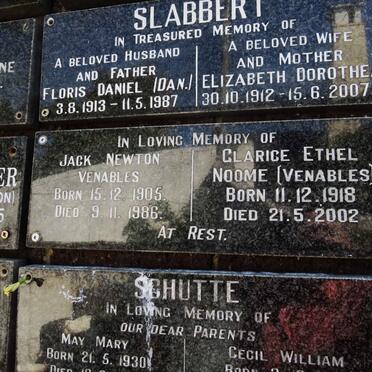 SLABBERT
IN TREASURED MEMORY OF
A BELOVED HUSBAND
AND FATHER
FLORIS DANIEL (DAN.)
3.8.1913 - 11.5.1987
A BELOVED WIFE
AND MOTHER
ELIZABETH DOROTHE
30.10.1912 - 15.6.2007
IN LOVING MEMORY OF
JACK NEWTON
VENABLES
BORN 15.12.1905
DIED 9.11.1986
CLARICE ETHEL
NOOME (VENABLES)
BORN 11.12.1918
DIED 21.5.2002
AT REST.
SCHUTTE
IN LOVING MEMORY OF
OUR DEAR PARENTS
MAY MARY
BORN 21.5.1930
CECIL WILLIAM
BORN